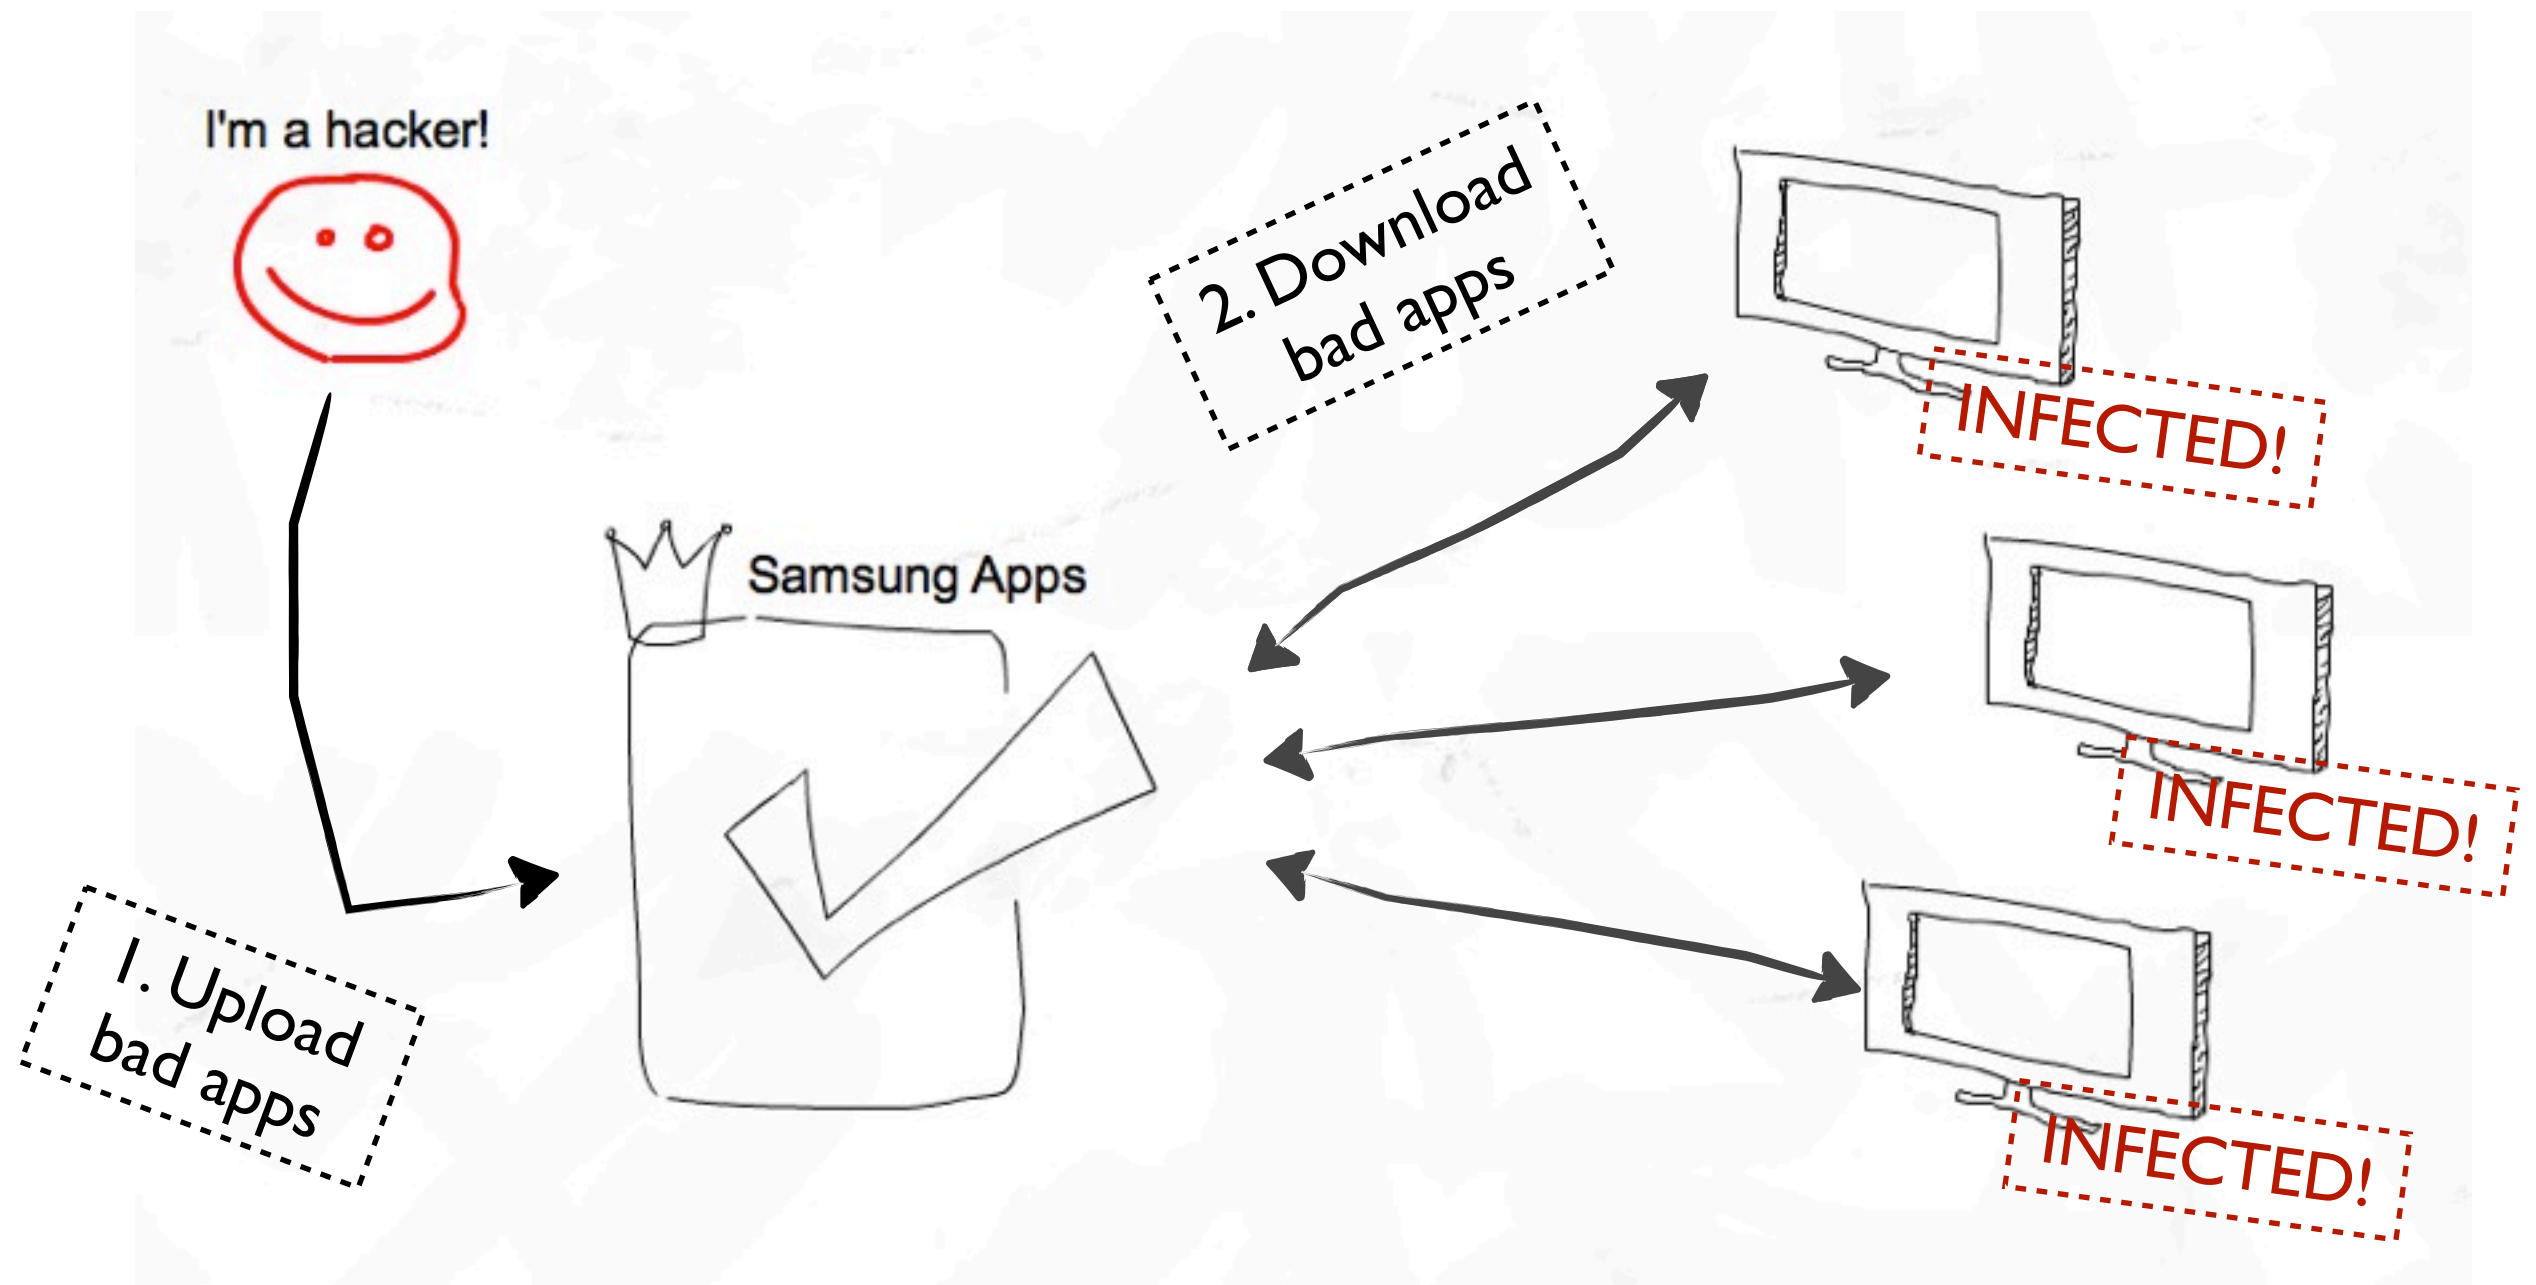 I'm a hacker!
2. Download
bad apps
INFECTED!
Samsung Apps
INFECTED!
1. Upload
bad apps
INFECTED!